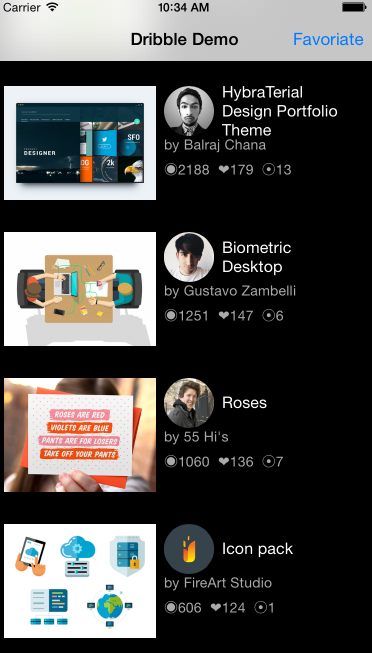 Carrier 10:34 AM
Dribble Demo Favoriate
HybraTerial
Design Portfolio
Theme
by Balraj Chana
2188 ❤179 13
DESIGNER
SFO
2k
Biometric
Desktop
by Gustavo Zambelli
1251 ❤147 6
Roses
by 55 Hi's
1060 ❤136 7
ROSES ARE RED
VIOLETS ARE BLUE
PANTS ARE FOR LOSERS
TAKE OFF YOUR PANTS
Icon pack
by FireArt Studio
606 ❤124 1